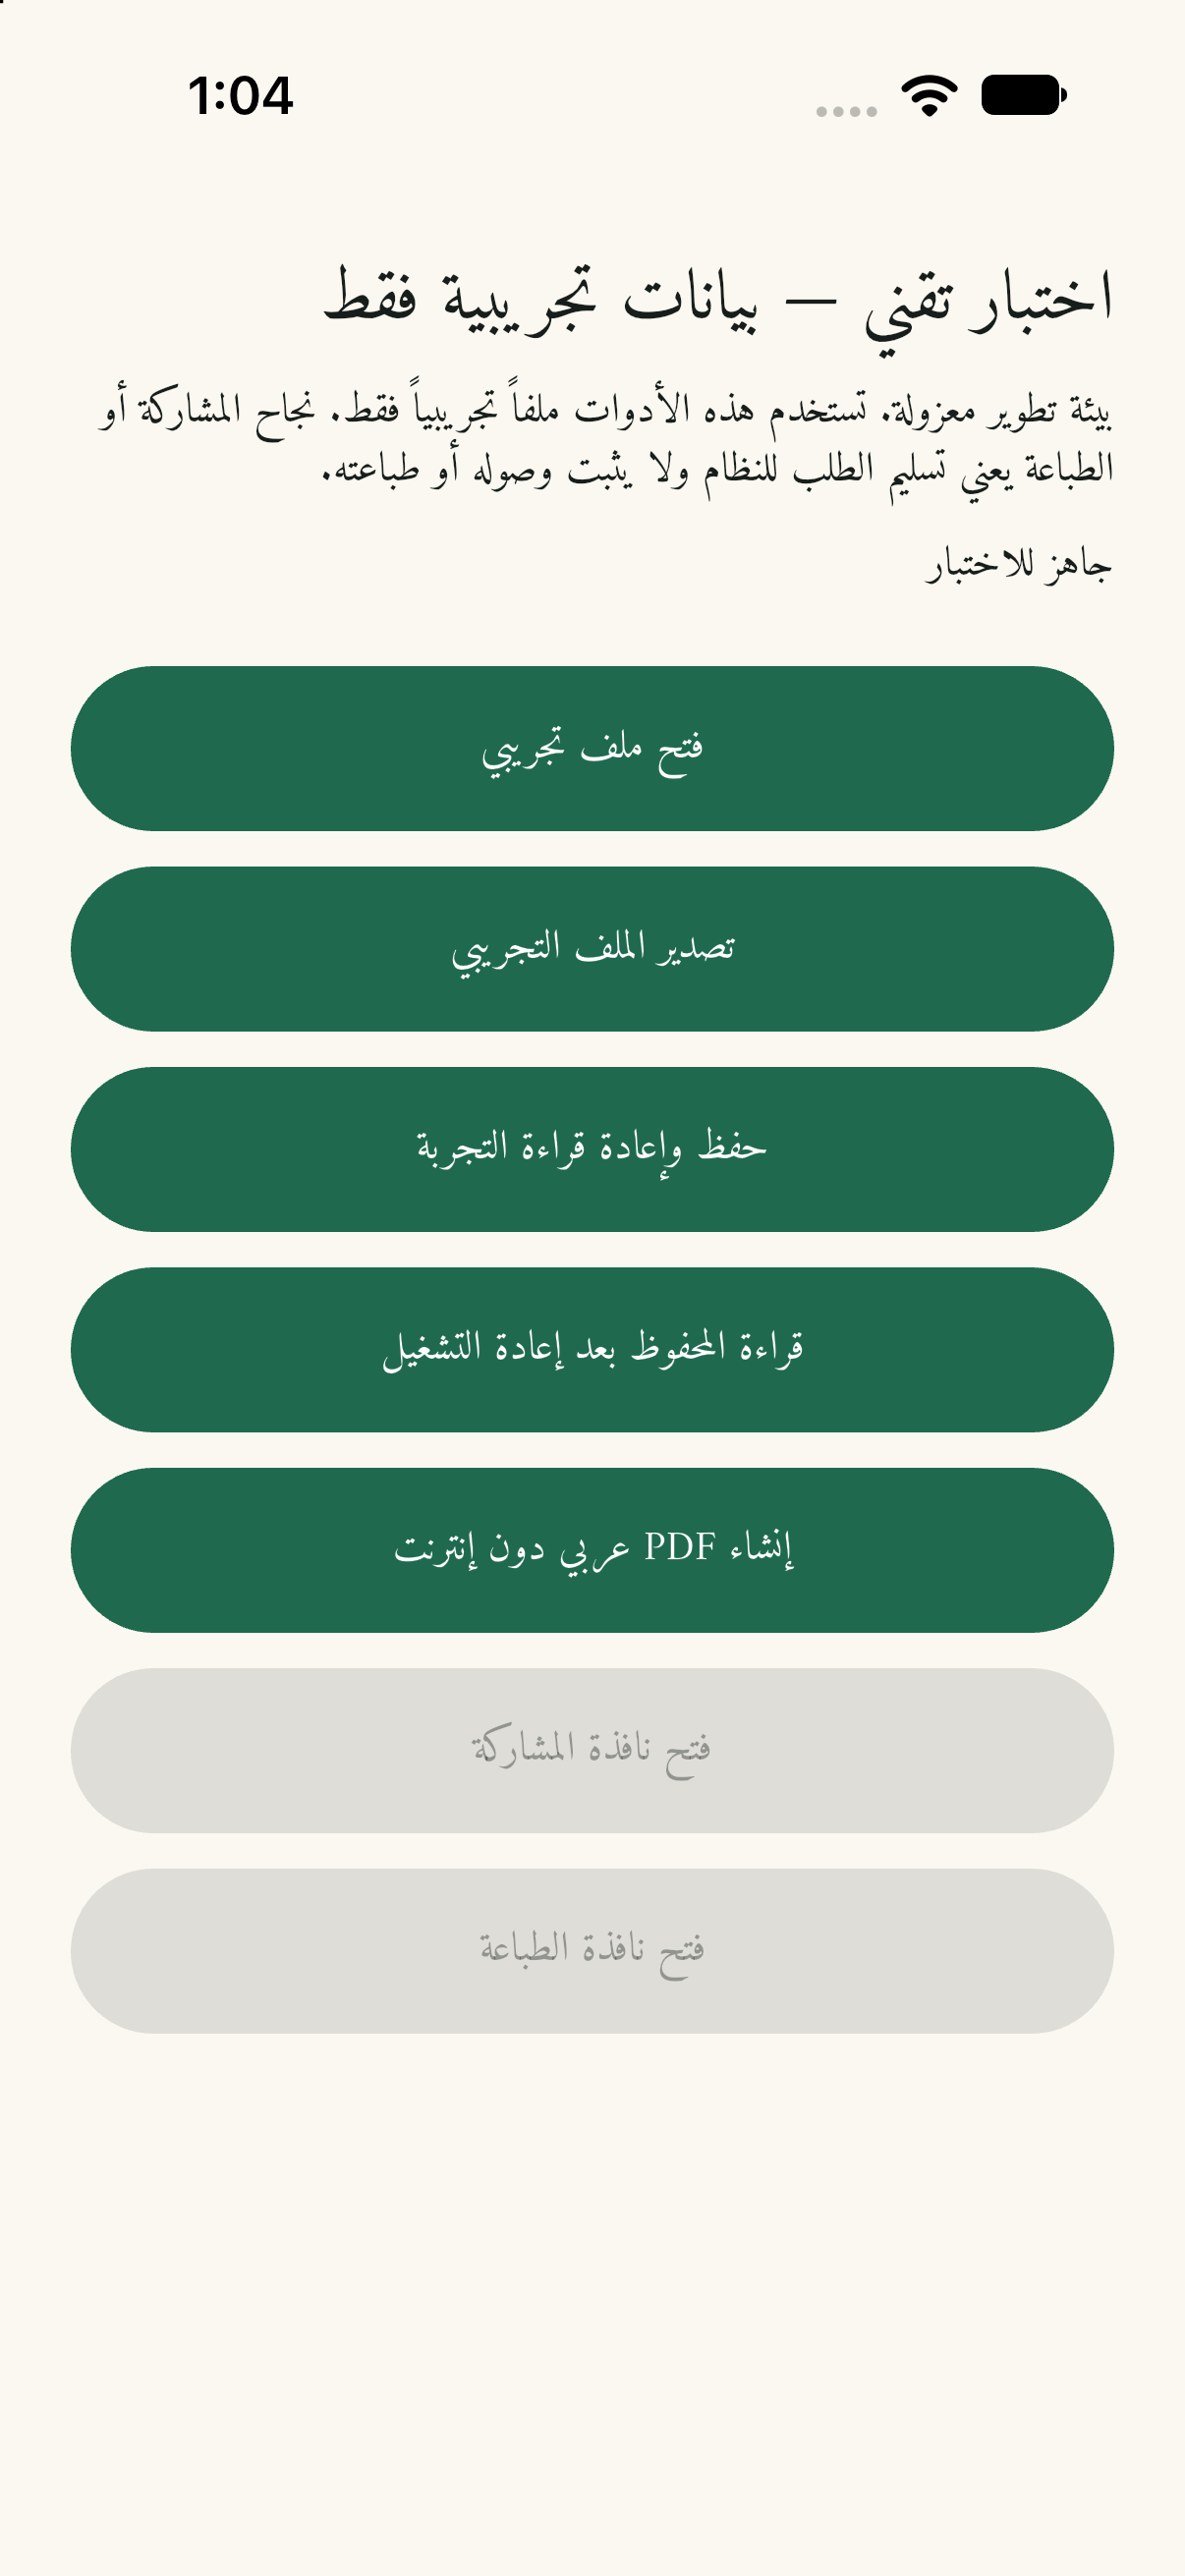 1:04
اختبار تقني — بيانات تجريبية فقط
بيئة تطوير معزولة. تستخدم هذه الأدوات ملفاً تجريبياً فقط. نجاح المشاركة أو
الطباعة يعني تسليم الطلب للنظام ولا يثبت وصوله أو طباعته.
جاهز للاختبار
فتح ملف تجريبي
تصدير الملف التجريبي
حفظ وإعادة قراءة التجربة
قراءة المحفوظ بعد إعادة التشغيل
إنشاء PDF عربي دون إنترنت
فتح نافذة المشاركة
فتح نافذة الطباعة